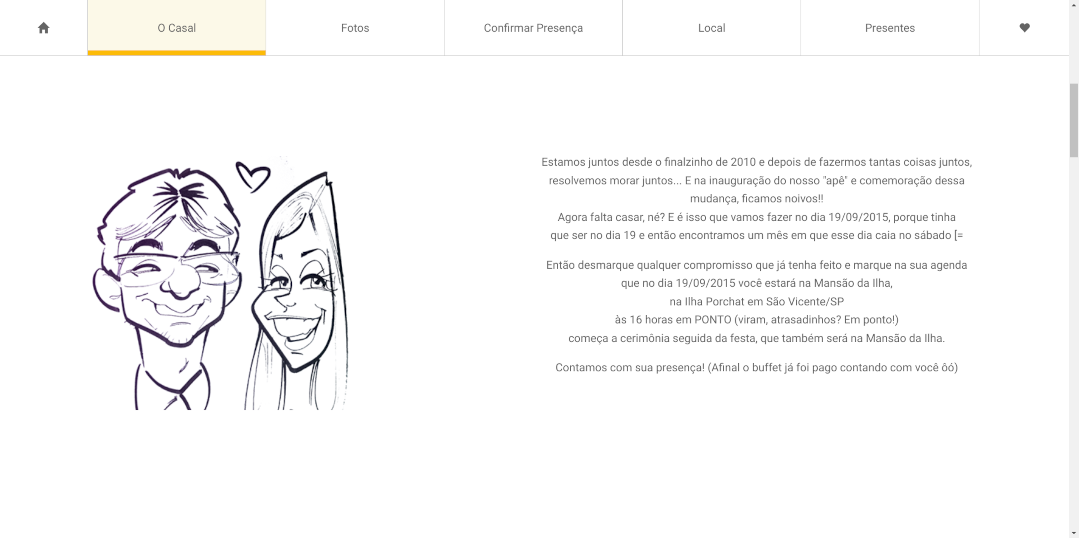 O Casal
Fotos
Confirmar Presença
Local
Presentes
Estamos juntos desde o finalzinho de 2010 e depois de fazermos tantas coisas juntos,
resolvemos morar juntos... E na inauguração do nosso "apê" e comemoração dessa
mudança, ficamos noivos!!
Agora falta casar, né? E é isso que vamos fazer no dia 19/09/2015, porque tinha
que ser no dia 19 e então encontramos um mês em que esse dia caia no sábado [=
Então desmarque qualquer compromisso que já tenha feito e marque na sua agenda
que no dia 19/09/2015 você estará na Mansão da Ilha,
na Ilha Porchat em São Vicente/SP
às 16 horas em PONTO (viram, atrasadinhos? Em ponto!)
começa a cerimônia seguida da festa, que também será na Mansão da Ilha.
Contamos com sua presença! (Afinal o buffet já foi pago contando com você ôó)